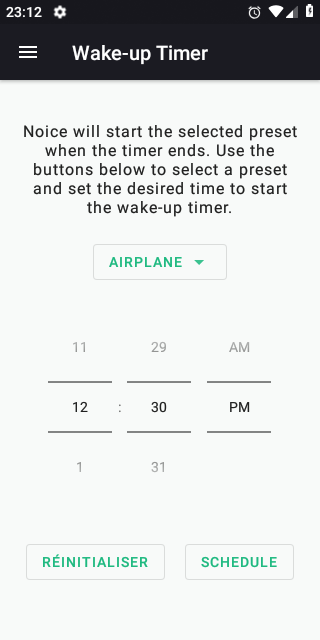 23:12
Wake-up Timer
Noice will start the selected preset
when the timer ends. Use the
buttons below to select a preset
and set the desired time to start
the wake-up timer.
AIRPLANE
11 29 AM
12 : 30 PM
1 31
RÉINITIALISER SCHEDULE